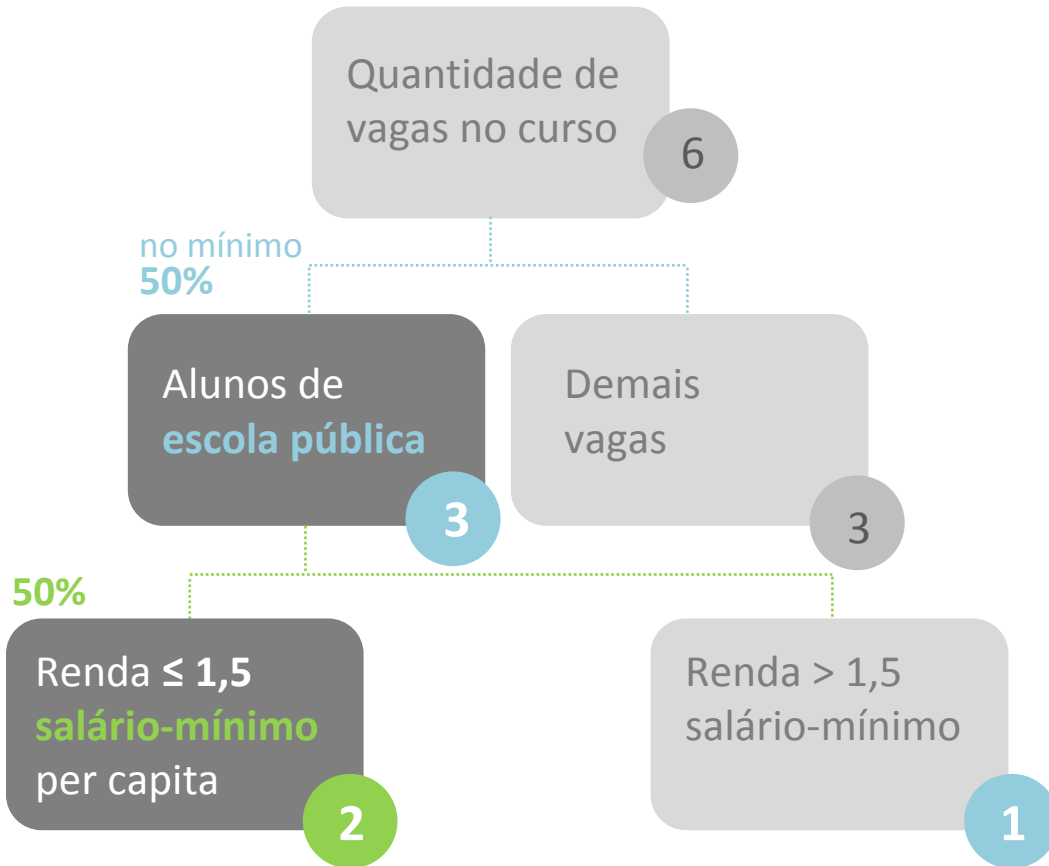 Quantidade de
vagas no curso
6
no mínimo
50%
Alunos de
escola pública
3
Demais
vagas
3
50%
Renda ≤ 1,5
salário-mínimo
per capita
2
Renda > 1,5
salário-mínimo
1